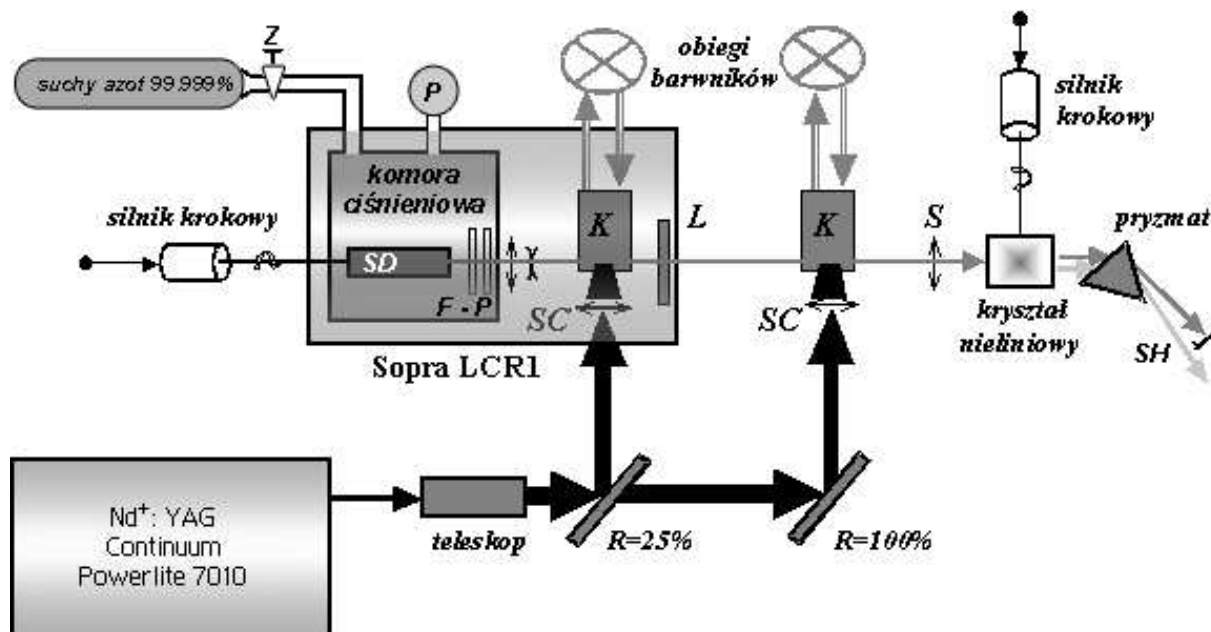 Z
suchy azot 99.999%
P
obiegi
barwników
silnik
krokowy
komora
ciśnieniowa
silnik krokowy
SD
F - P
K
L
SC
Sopra LCR1
K
SC
S
pryzmat
kryształ
nieliniowy
SH
Nd⁺: YAG
Continuum
Powerlite 7010
teleskop
R=25%
R=100%